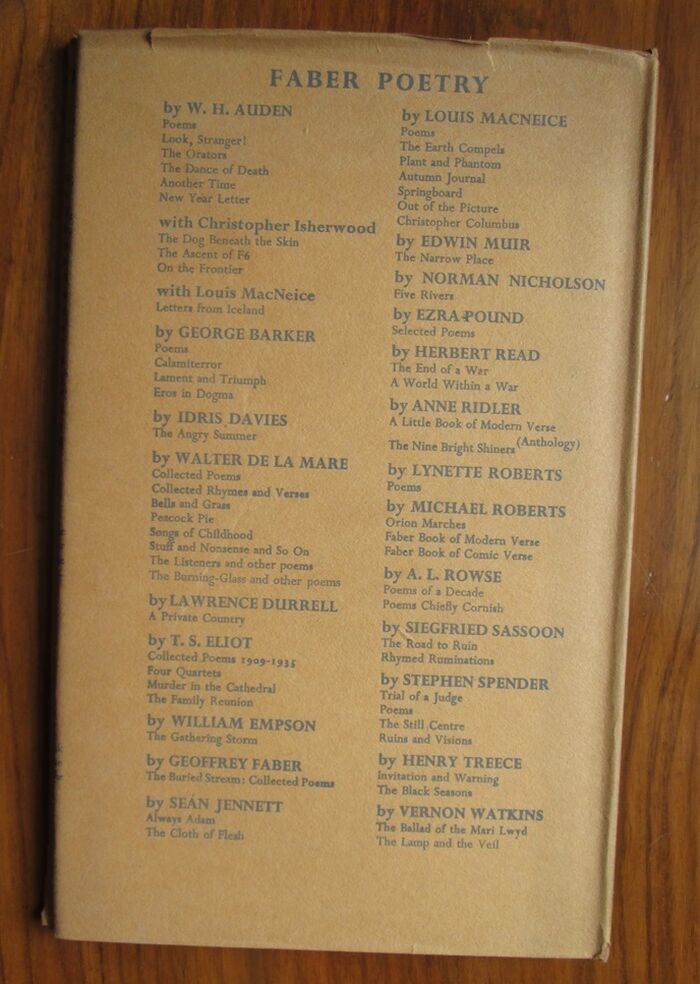 FABER POETRY
by W. H. AUDEN
Poems
Look, Stranger!
The Orators
The Dance of Death
Another Time
New Year Letter
with Christopher Isherwood
The Dog Beneath the Skin
The Ascent of F6
On the Frontier
with Louis MacNeice
Letters from Iceland
by GEORGE BARKER
Poems
Calamiterror
Lament and Triumph
Eros in Dogma
by IDRIS DAVIES
The Angry Summer
by WALTER DE LA MARE
Collected Poems
Collected Rhymes and Verses
Bells and Grass
Peacock Pie
Songs of Childhood
Stuff and Nonsense and So On
The Listeners and other poems
The Burning-Glass and other poems
by LAWRENCE DURRELL
A Private Country
by T. S. ELIOT
Collected Poems 1909-1935
Four Quartets
Murder in the Cathedral
The Family Reunion
by WILLIAM EMPSON
The Gathering Storm
by GEOFFREY FABER
The Buried Stream: Collected Poems
by SEÁN JENNETT
Always Adam
The Cloth of Flesh
by LOUIS MACNEICE
Poems
The Earth Compels
Plant and Phantom
Autumn Journal
Springboard
Out of the Picture
Christopher Columbus
by EDWIN MUIR
The Narrow Place
by NORMAN NICHOLSON
Five Rivers
by EZRA POUND
Selected Poems
by HERBERT READ
The End of a War
A World Within a War
by ANNE RIDLER
A Little Book of Modern Verse
(Anthology)
The Nine Bright Shiners
by LYNETTE ROBERTS
Poems
by MICHAEL ROBERTS
Orion Marches
Faber Book of Modern Verse
Faber Book of Comic Verse
by A. L. ROWSE
Poems of a Decade
Poems Chiefly Cornish
by SIEGFRIED SASSOON
The Road to Ruin
Rhymed Ruminations
by STEPHEN SPENDER
Trial of a Judge
Poems
The Still Centre
Ruins and Visions
by HENRY TREECE
Invitation and Warning
The Black Seasons
by VERNON WATKINS
The Ballad of the Mari Lwyd
The Lamp and the Veil